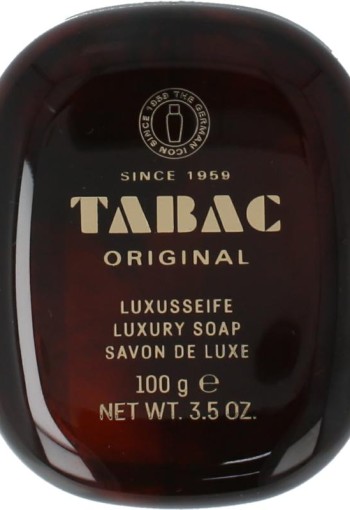 SINCE 1959 THE GERMAN ICON
SINCE 1959
TABAC
ORIGINAL
LUXUSSEIFE
LUXURY SOAP
SAVON DE LUXE
100 g ℮
NET WT. 3.5 OZ.